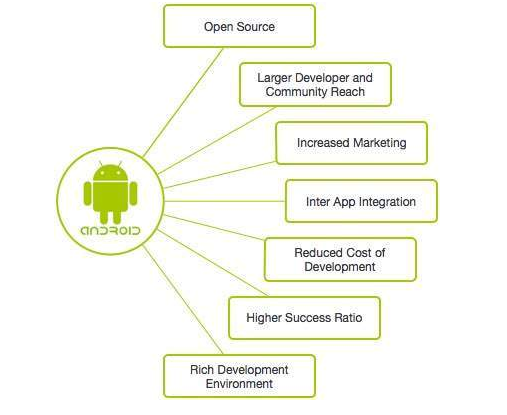 Open Source
Larger Developer and
Community Reach
Increased Marketing
Inter App Integration
Reduced Cost of
Development
Higher Success Ratio
Rich Development
Environment
ANDROID